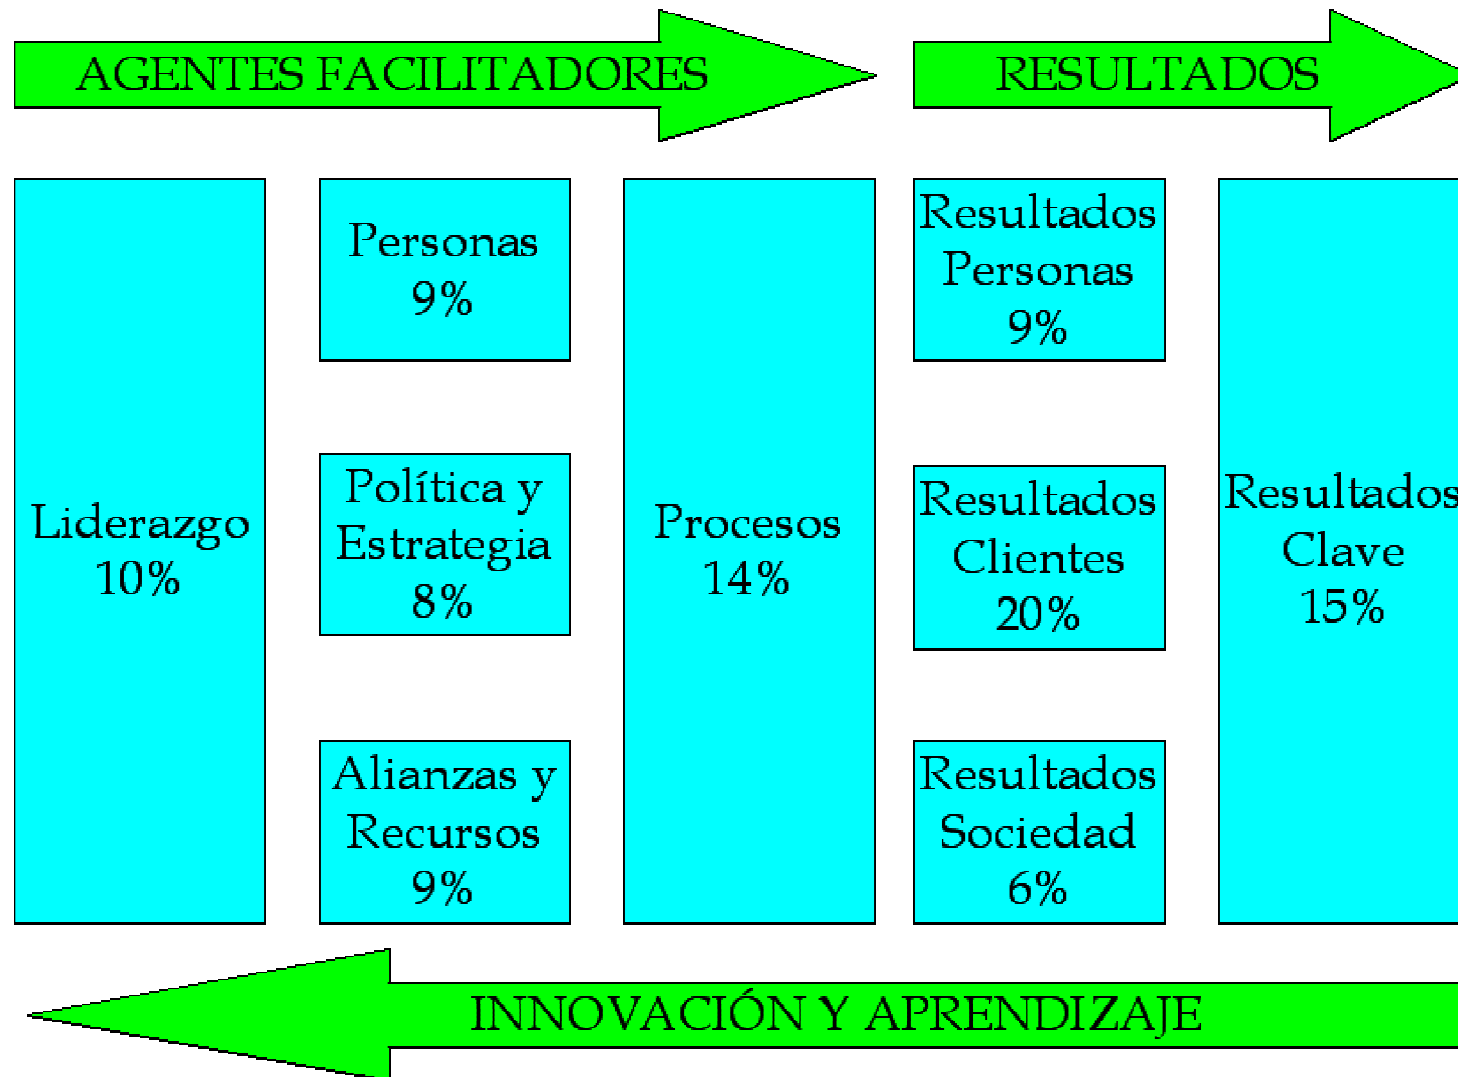 AGENTES FACILITADORES
RESULTADOS
Liderazgo
10%
Personas
9%
Política y
Estrategia
8%
Alianzas y
Recursos
9%
Procesos
14%
Resultados
Personas
9%
Resultados
Clientes
20%
Resultados
Sociedad
6%
Resultados
Clave
15%
INNOVACIÓN Y APRENDIZAJE